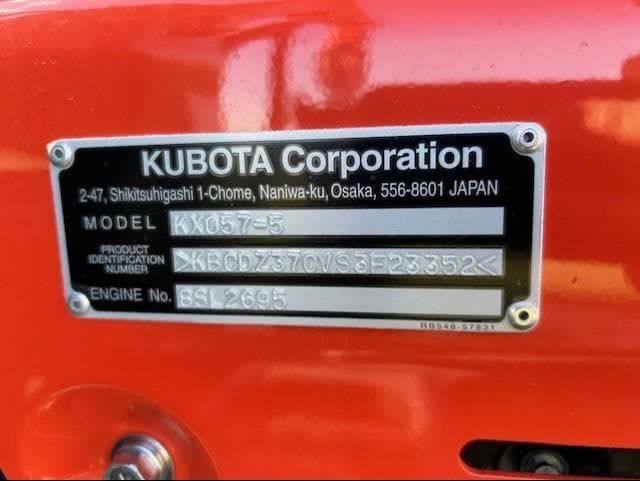 KUBOTA Corporation
2-47, Shikitsuhigashi 1-Chome, Naniwa-ku, Osaka, 556-8601 JAPAN
MODEL KX057-5
PRODUCT
IDENTIFICATION
NUMBER >KBCDZ37CVS3F23352<
ENGINE No. 8SL2695
RB548-57831